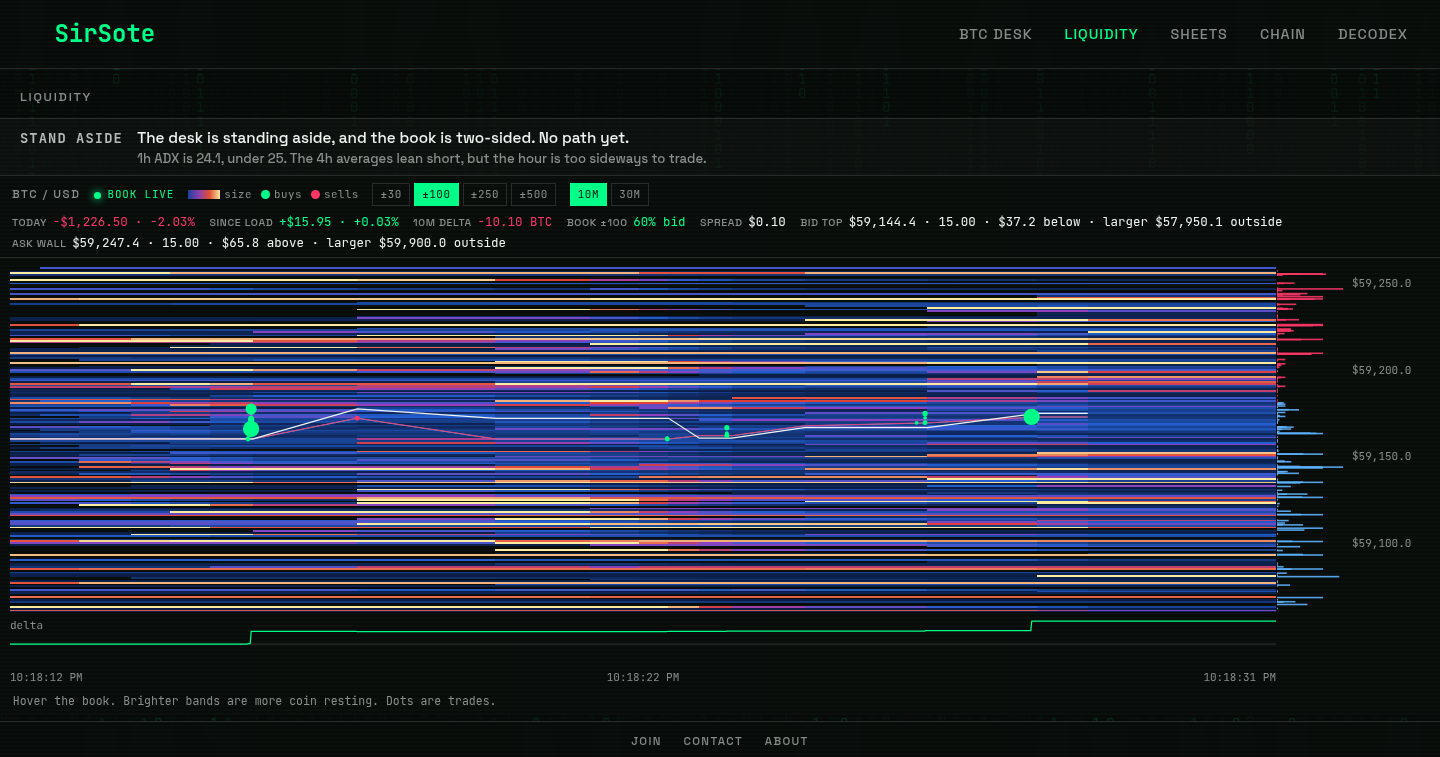 SirSote
BTC DESK LIQUIDITY SHEETS CHAIN DECODEX
LIQUIDITY
STAND ASIDE The desk is standing aside, and the book is two-sided. No path yet.
1h ADX is 24.1, under 25. The 4h averages lean short, but the hour is too sideways to trade.
BTC / USD BOOK LIVE size buys sells ±30 ±100 ±250 ±500 10M 30M
TODAY -$1,226.50 · -2.03% SINCE LOAD +$15.95 · +0.03% 10M DELTA -10.10 BTC BOOK ±100 60% bid SPREAD $0.10 BID TOP $59,144.4 · 15.00 · $37.2 below · larger $57,950.1 outside
ASK WALL $59,247.4 · 15.00 · $65.8 above · larger $59,900.0 outside
$59,250.0
$59,200.0
$59,150.0
$59,100.0
delta
10:18:12 PM 10:18:22 PM 10:18:31 PM
Hover the book. Brighter bands are more coin resting. Dots are trades.
JOIN CONTACT ABOUT